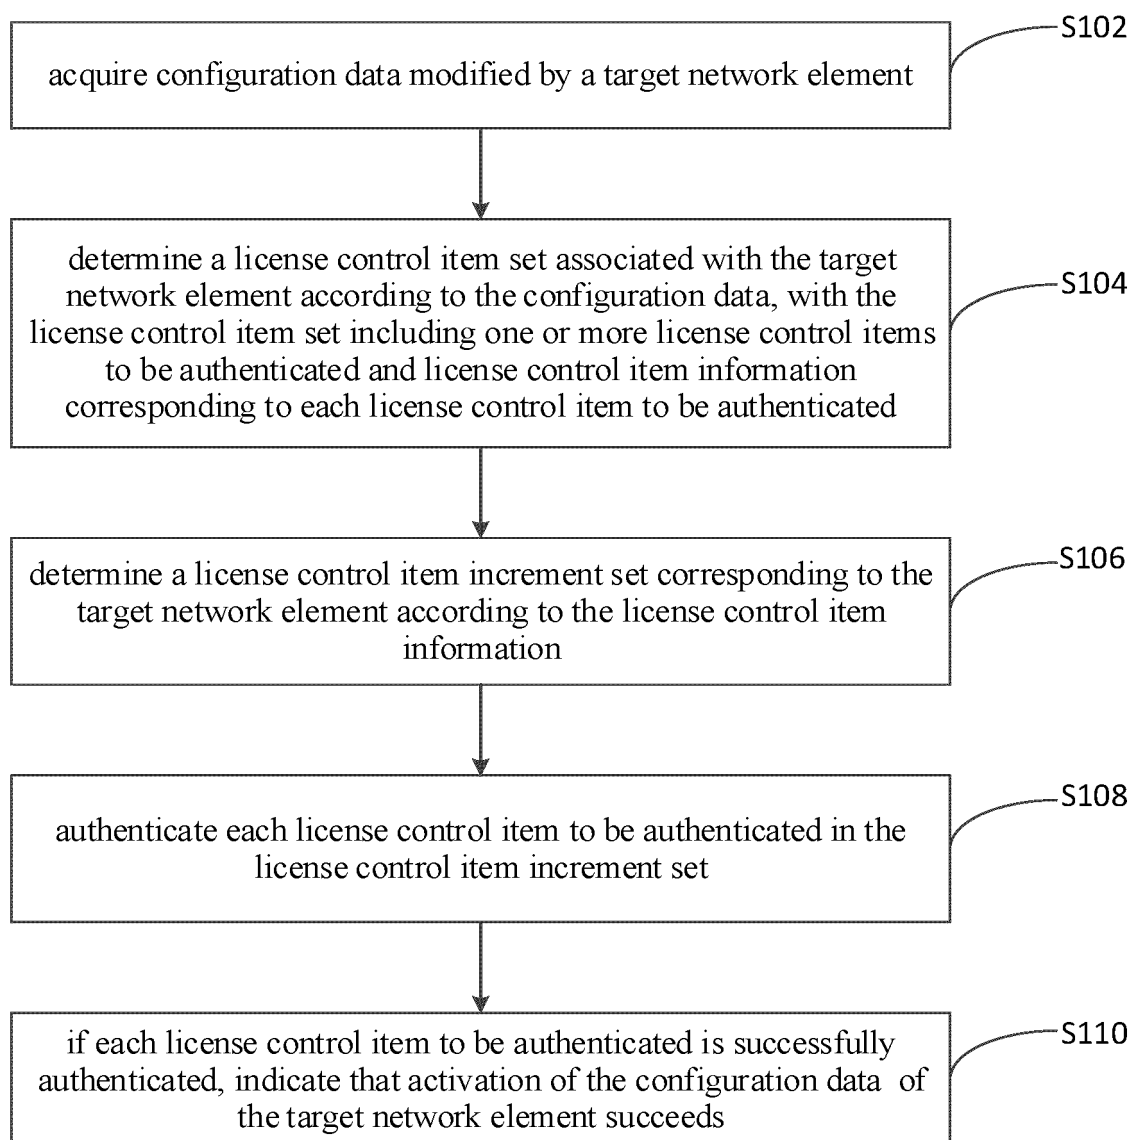 S102
acquire configuration data modified by a target network element
S104
determine a license control item set associated with the target
network element according to the configuration data, with the
license control item set including one or more license control items
to be authenticated and license control item information
corresponding to each license control item to be authenticated
S106
determine a license control item increment set corresponding to the
target network element according to the license control item
information
S108
authenticate each license control item to be authenticated in the
license control item increment set
S110
if each license control item to be authenticated is successfully
authenticated, indicate that activation of the configuration data of
the target network element succeeds